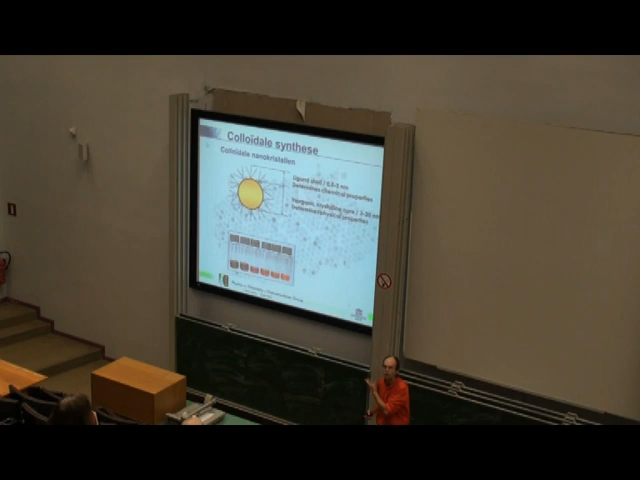 Colloïdale synthese
Colloïdale nanokristallen
Ligand shell / 0.5-3 nm
Determines chemical properties
Inorganic, crystalline core / 2-20 nm
Determines physical properties